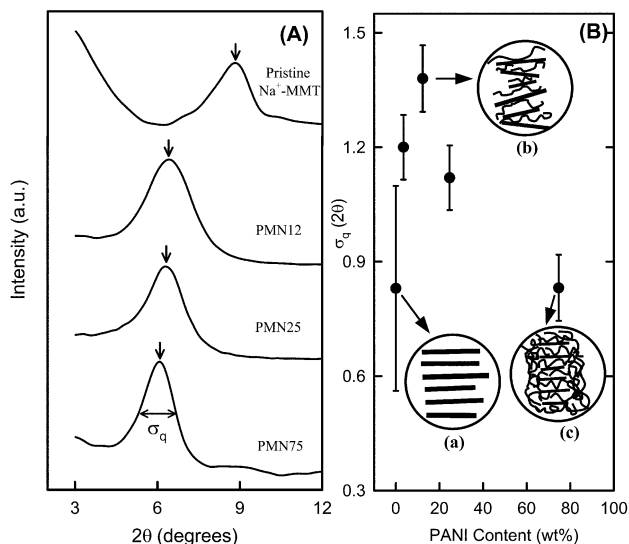 (A)
Pristine
Na⁺-MMT
PMN12
PMN25
PMN75
σq
Intensity (a.u.)
3
6
9
12
2θ (degrees)
(B)
1.5
1.2
0.9
0.6
0.3
σq (2θ)
(b)
(a)
(c)
0
20
40
60
80
100
PANI Content (wt%)